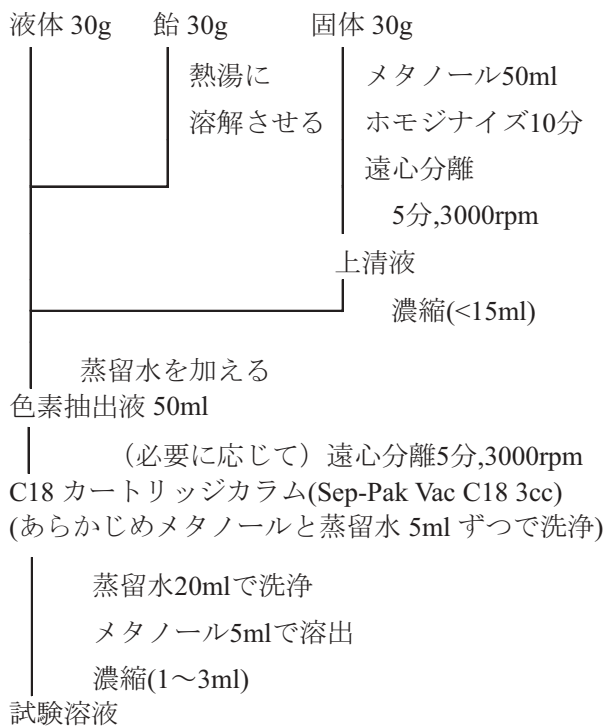 液体 30g 飴 30g 固体 30g
熱湯に メタノール50ml
溶解させる ホモジナイズ10分
遠心分離
5分,3000rpm
上清液
濃縮(<15ml)
蒸留水を加える
色素抽出液 50ml
（必要に応じて）遠心分離5分,3000rpm
C18 カートリッジカラム(Sep-Pak Vac C18 3cc)
(あらかじめメタノールと蒸留水 5ml ずつで洗浄)
蒸留水20mlで洗浄
メタノール5mlで溶出
濃縮(1～3ml)
試験溶液